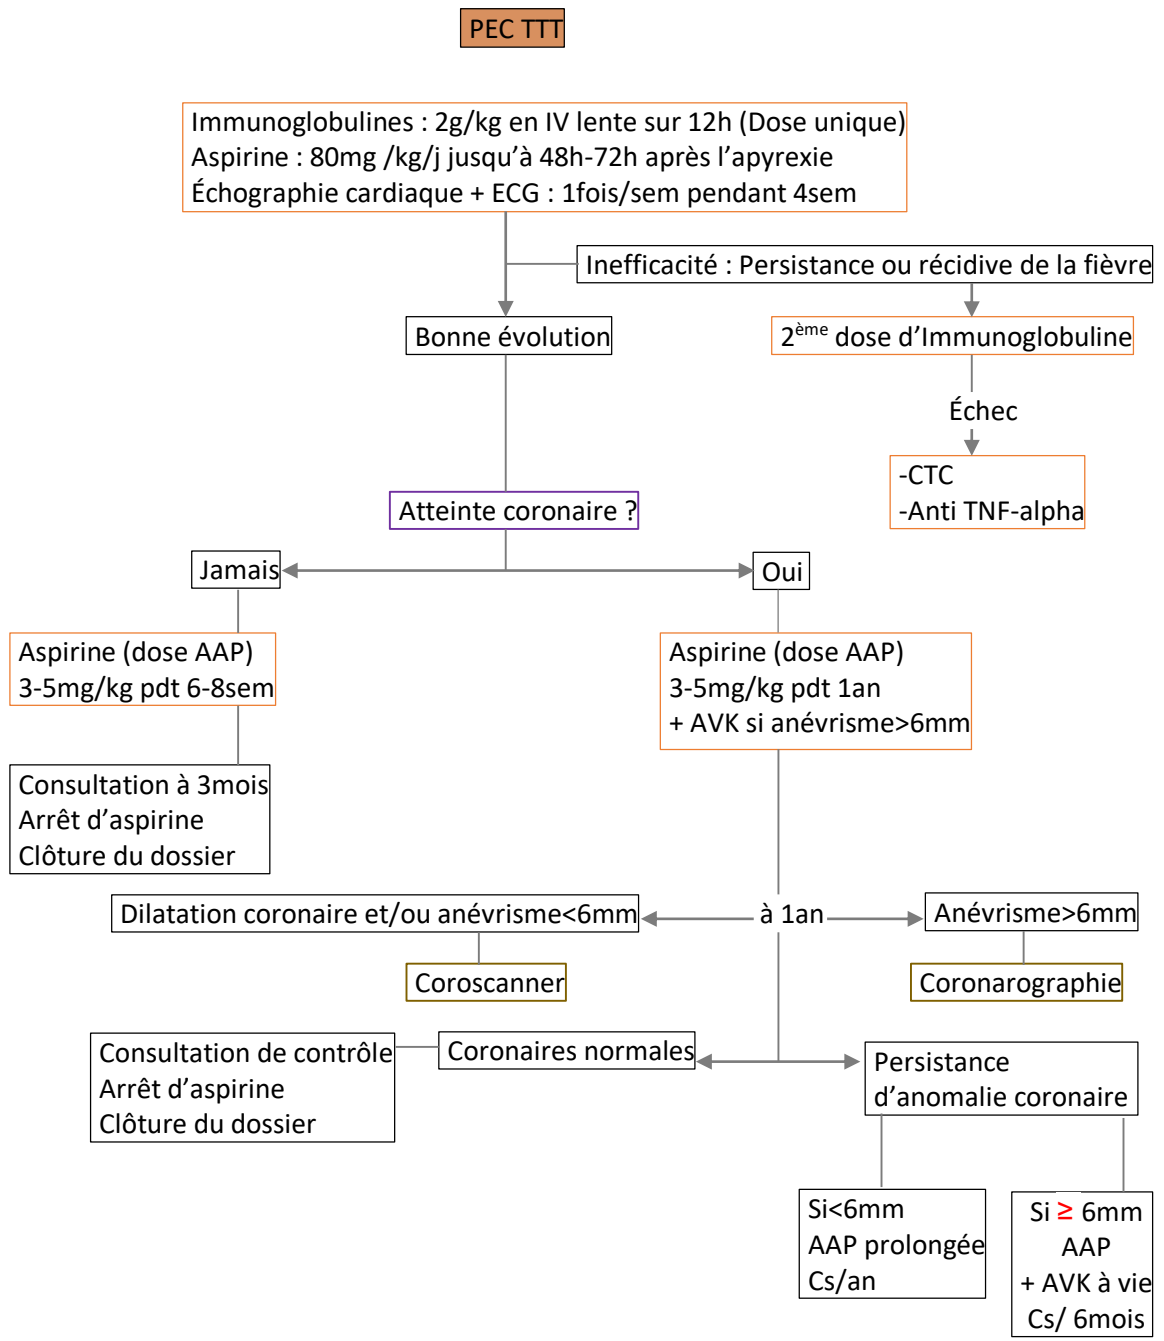 PEC TTT
Immunoglobulines : 2g/kg en IV lente sur 12h (Dose unique)
Aspirine : 80mg /kg/j jusqu’à 48h-72h après l’apyrexie
Échographie cardiaque + ECG : 1fois/sem pendant 4sem
Inefficacité : Persistance ou récidive de la fièvre
Bonne évolution
2ème dose d’Immunoglobuline
Échec
-CTC
-Anti TNF-alpha
Atteinte coronaire ?
Jamais
Oui
Aspirine (dose AAP)
3-5mg/kg pdt 6-8sem
Aspirine (dose AAP)
3-5mg/kg pdt 1an
+ AVK si anévrisme>6mm
Consultation à 3mois
Arrêt d’aspirine
Clôture du dossier
Dilatation coronaire et/ou anévrisme<6mm
à 1an
Anévrisme>6mm
Coroscanner
Coronarographie
Consultation de contrôle
Arrêt d’aspirine
Clôture du dossier
Coronaires normales
Persistance
d’anomalie coronaire
Si<6mm
AAP prolongée
Cs/an
Si ≥ 6mm
AAP
+ AVK à vie
Cs/ 6mois